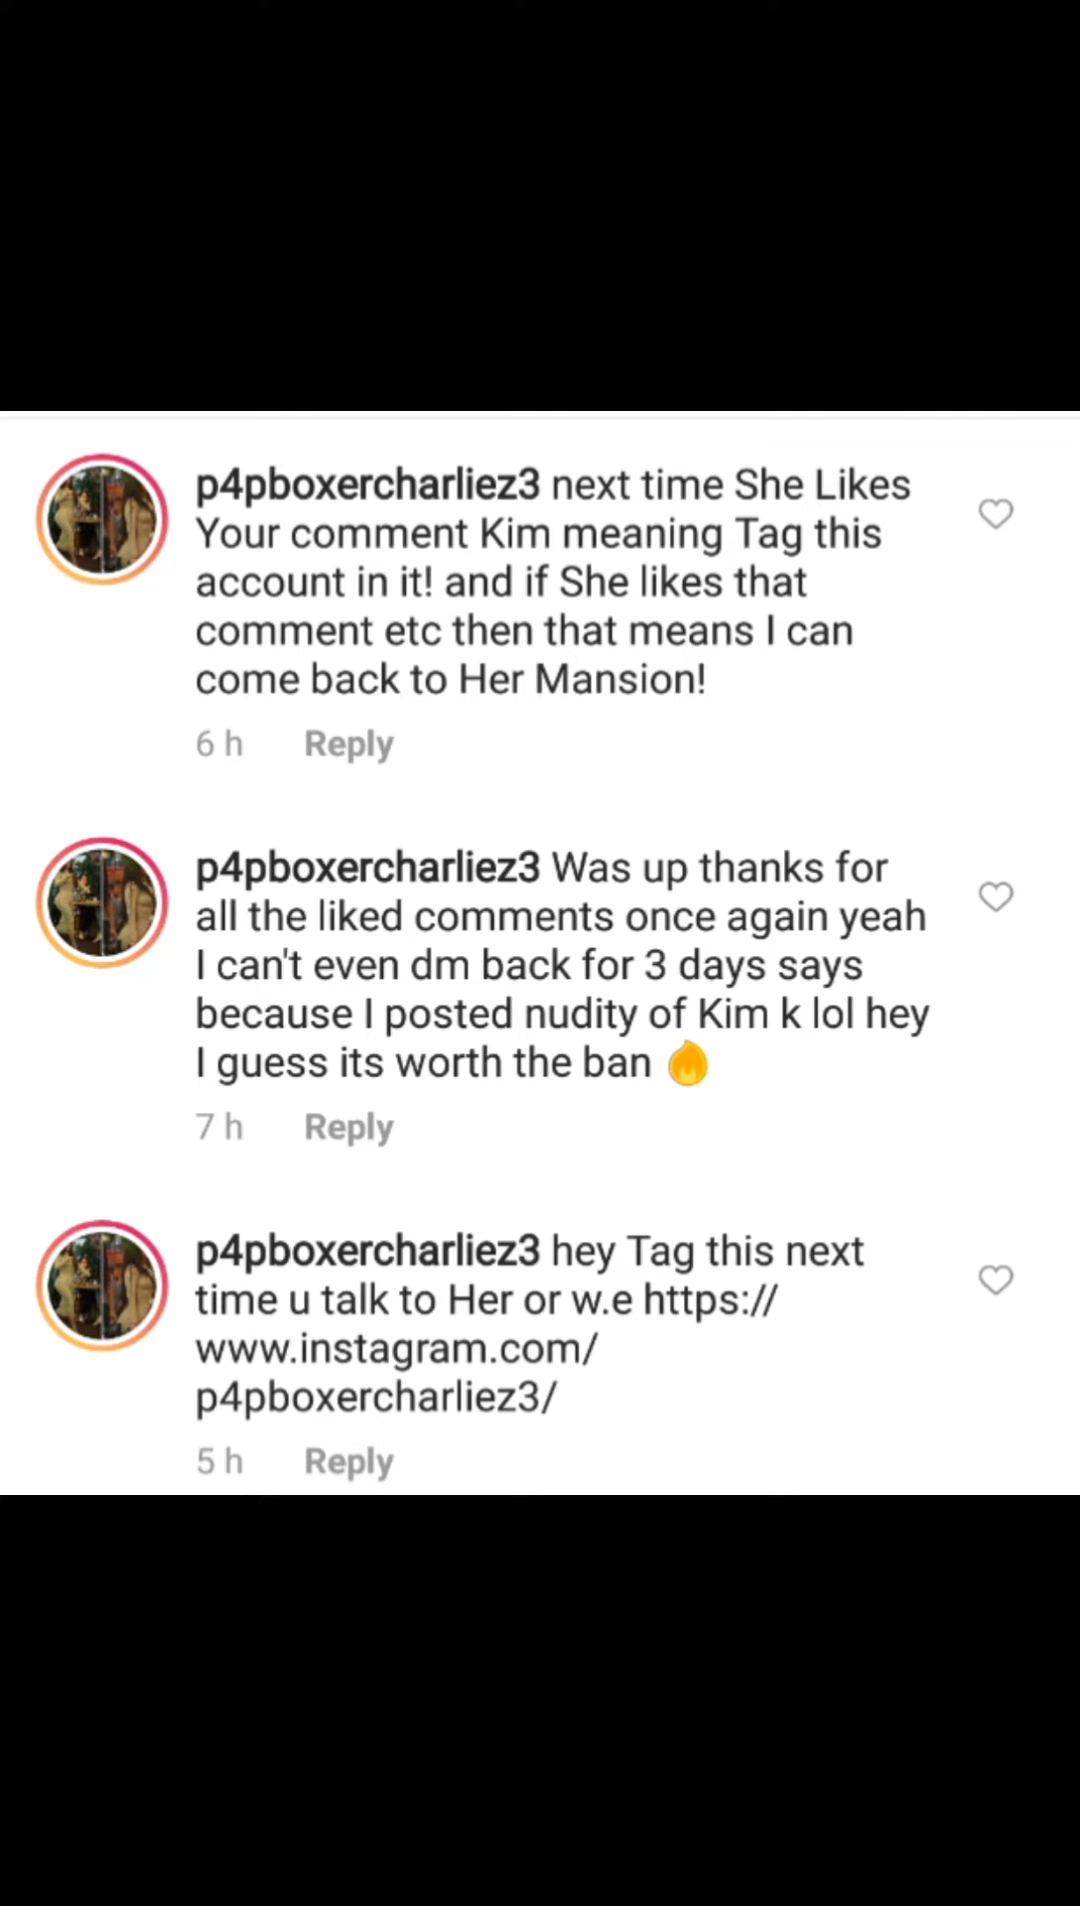 p4pboxercharliez3 next time She Likes
Your comment Kim meaning Tag this
account in it! and if She likes that
comment etc then that means I can
come back to Her Mansion!
6 h Reply
p4pboxercharliez3 Was up thanks for
all the liked comments once again yeah
I can't even dm back for 3 days says
because I posted nudity of Kim k lol hey
I guess its worth the ban 🔥
7 h Reply
p4pboxercharliez3 hey Tag this next
time u talk to Her or w.e https://
www.instagram.com/
p4pboxercharliez3/
5 h Reply